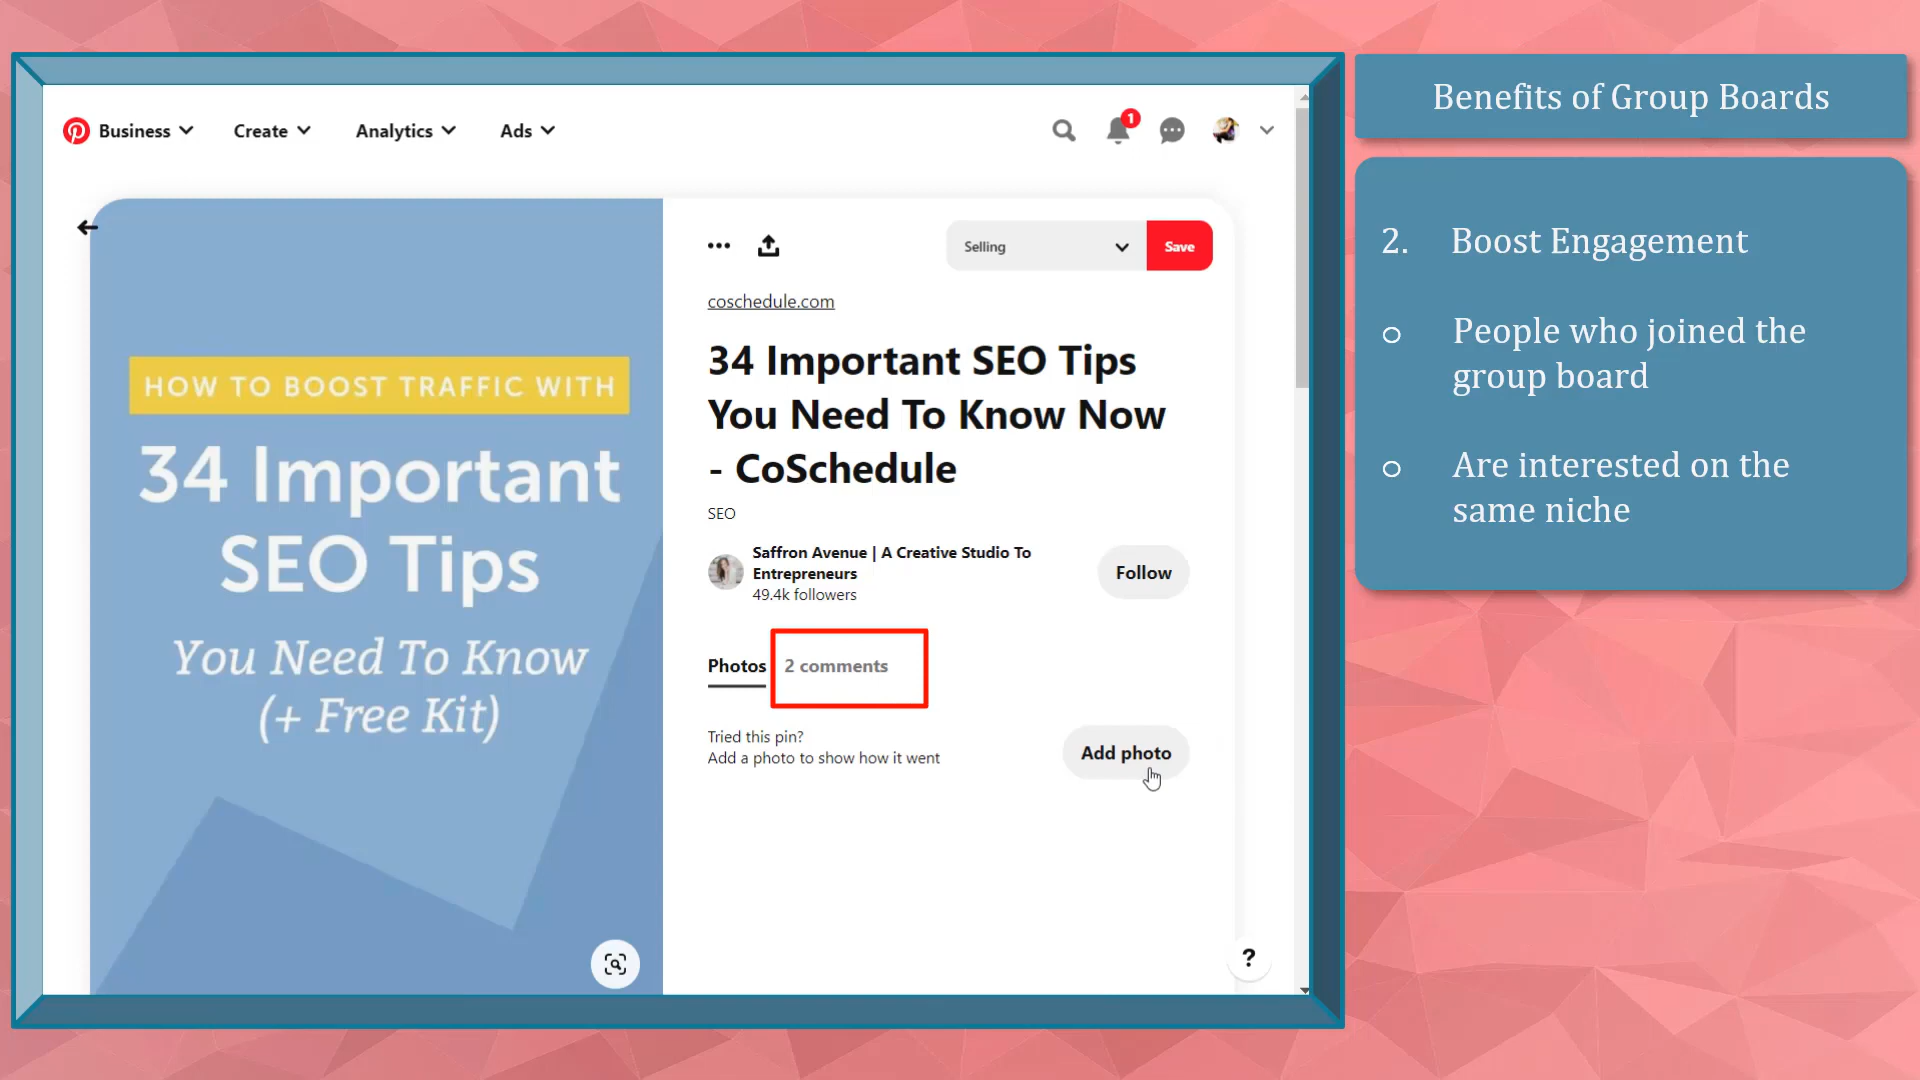 Business
Create
Analytics
Ads
1
Selling
Save
coschedule.com
34 Important SEO Tips
You Need To Know Now
- CoSchedule
SEO
Saffron Avenue | A Creative Studio To
Entrepreneurs
49.4k followers
Follow
Photos
2 comments
Tried this pin?
Add a photo to show how it went
Add photo
?
HOW TO BOOST TRAFFIC WITH
34 Important
SEO Tips
You Need To Know
(+ Free Kit)
Benefits of Group Boards
2. Boost Engagement
o People who joined the
group board
o Are interested on the
same niche